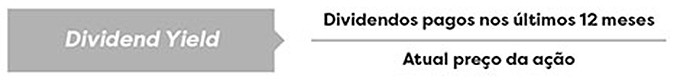 Dividend Yield
Dividendos pagos nos últimos 12 meses
Atual preço da ação